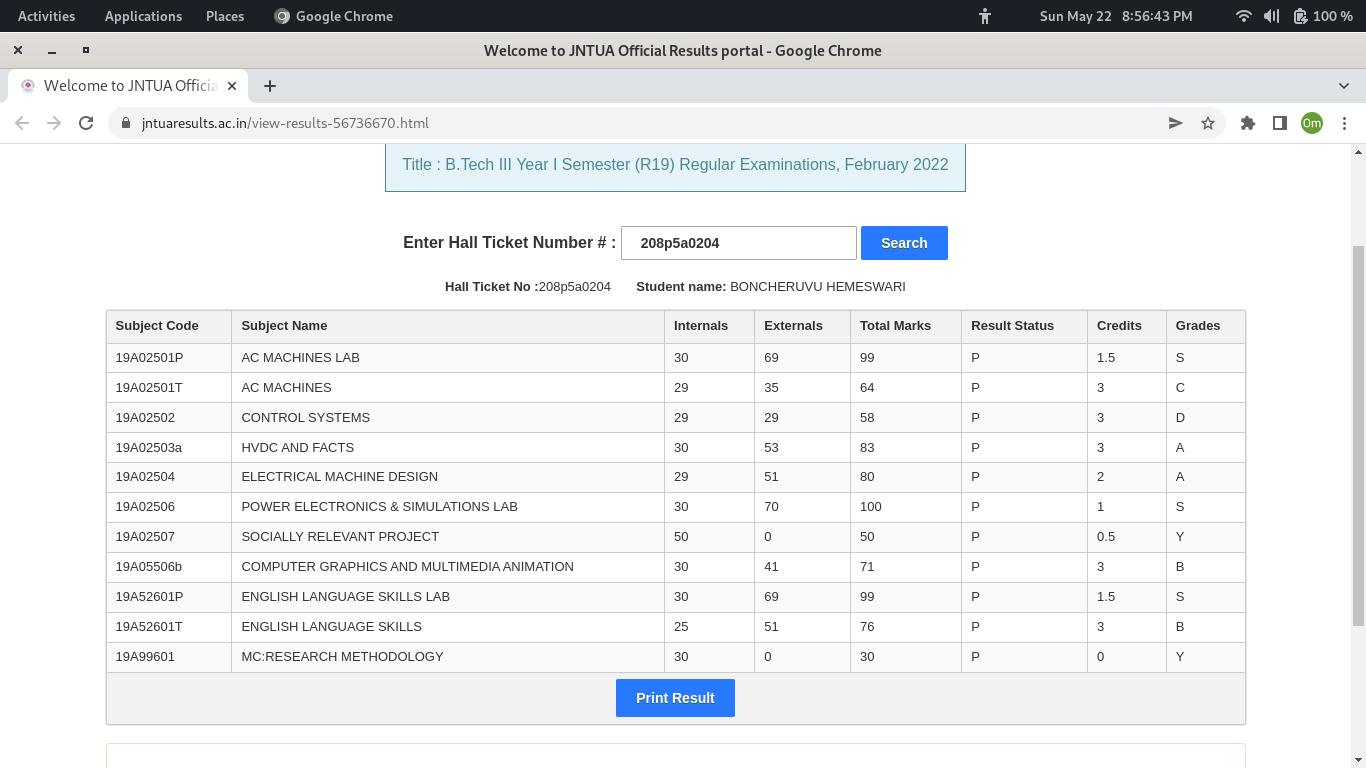 Activities Applications Places Google Chrome Sun May 22 8:56:43 PM 100 %
Welcome to JNTUA Official Results portal - Google Chrome
Welcome to JNTUA Officia
jntuaresults.ac.in/view-results-56736670.html Om
Title : B.Tech III Year I Semester (R19) Regular Examinations, February 2022
Enter Hall Ticket Number # : 208p5a0204 Search
Hall Ticket No :208p5a0204 Student name: BONCHERUVU HEMESWARI
Subject Code Subject Name Internals Externals Total Marks Result Status Credits Grades
19A02501P AC MACHINES LAB 30 69 99 P 1.5 S
19A02501T AC MACHINES 29 35 64 P 3 C
19A02502 CONTROL SYSTEMS 29 29 58 P 3 D
19A02503a HVDC AND FACTS 30 53 83 P 3 A
19A02504 ELECTRICAL MACHINE DESIGN 29 51 80 P 2 A
19A02506 POWER ELECTRONICS & SIMULATIONS LAB 30 70 100 P 1 S
19A02507 SOCIALLY RELEVANT PROJECT 50 0 50 P 0.5 Y
19A05506b COMPUTER GRAPHICS AND MULTIMEDIA ANIMATION 30 41 71 P 3 B
19A52601P ENGLISH LANGUAGE SKILLS LAB 30 69 99 P 1.5 S
19A52601T ENGLISH LANGUAGE SKILLS 25 51 76 P 3 B
19A99601 MC:RESEARCH METHODOLOGY 30 0 30 P 0 Y
Print Result